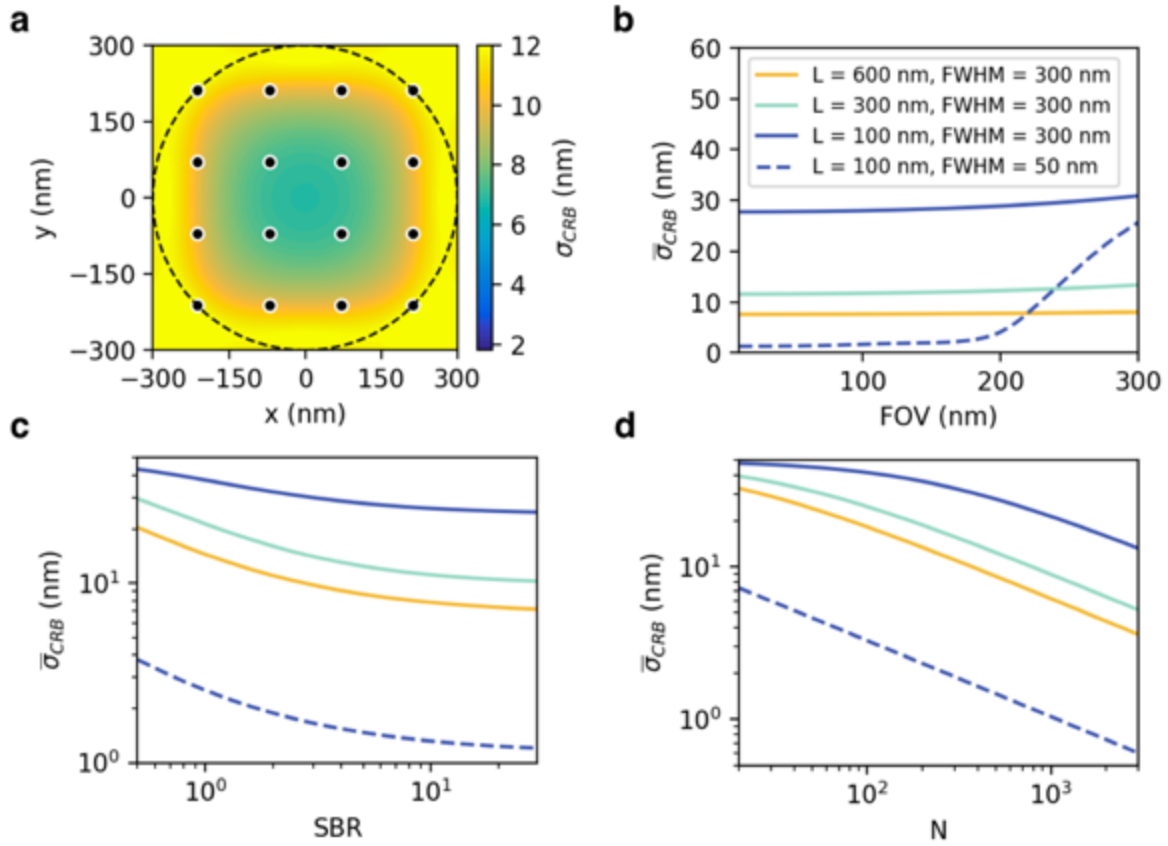 a
300
150
0
−150
−300
y (nm)
−300 −150 0 150 300
x (nm)
12
10
8
6
4
2
σCRB (nm)
b
60
50
40
30
20
10
0
σ̅CRB (nm)
L = 600 nm, FWHM = 300 nm
L = 300 nm, FWHM = 300 nm
L = 100 nm, FWHM = 300 nm
L = 100 nm, FWHM = 50 nm
100 200 300
FOV (nm)
c
10¹
10⁰
σ̅CRB (nm)
10⁰ 10¹
SBR
d
10¹
10⁰
σ̅CRB (nm)
10² 10³
N